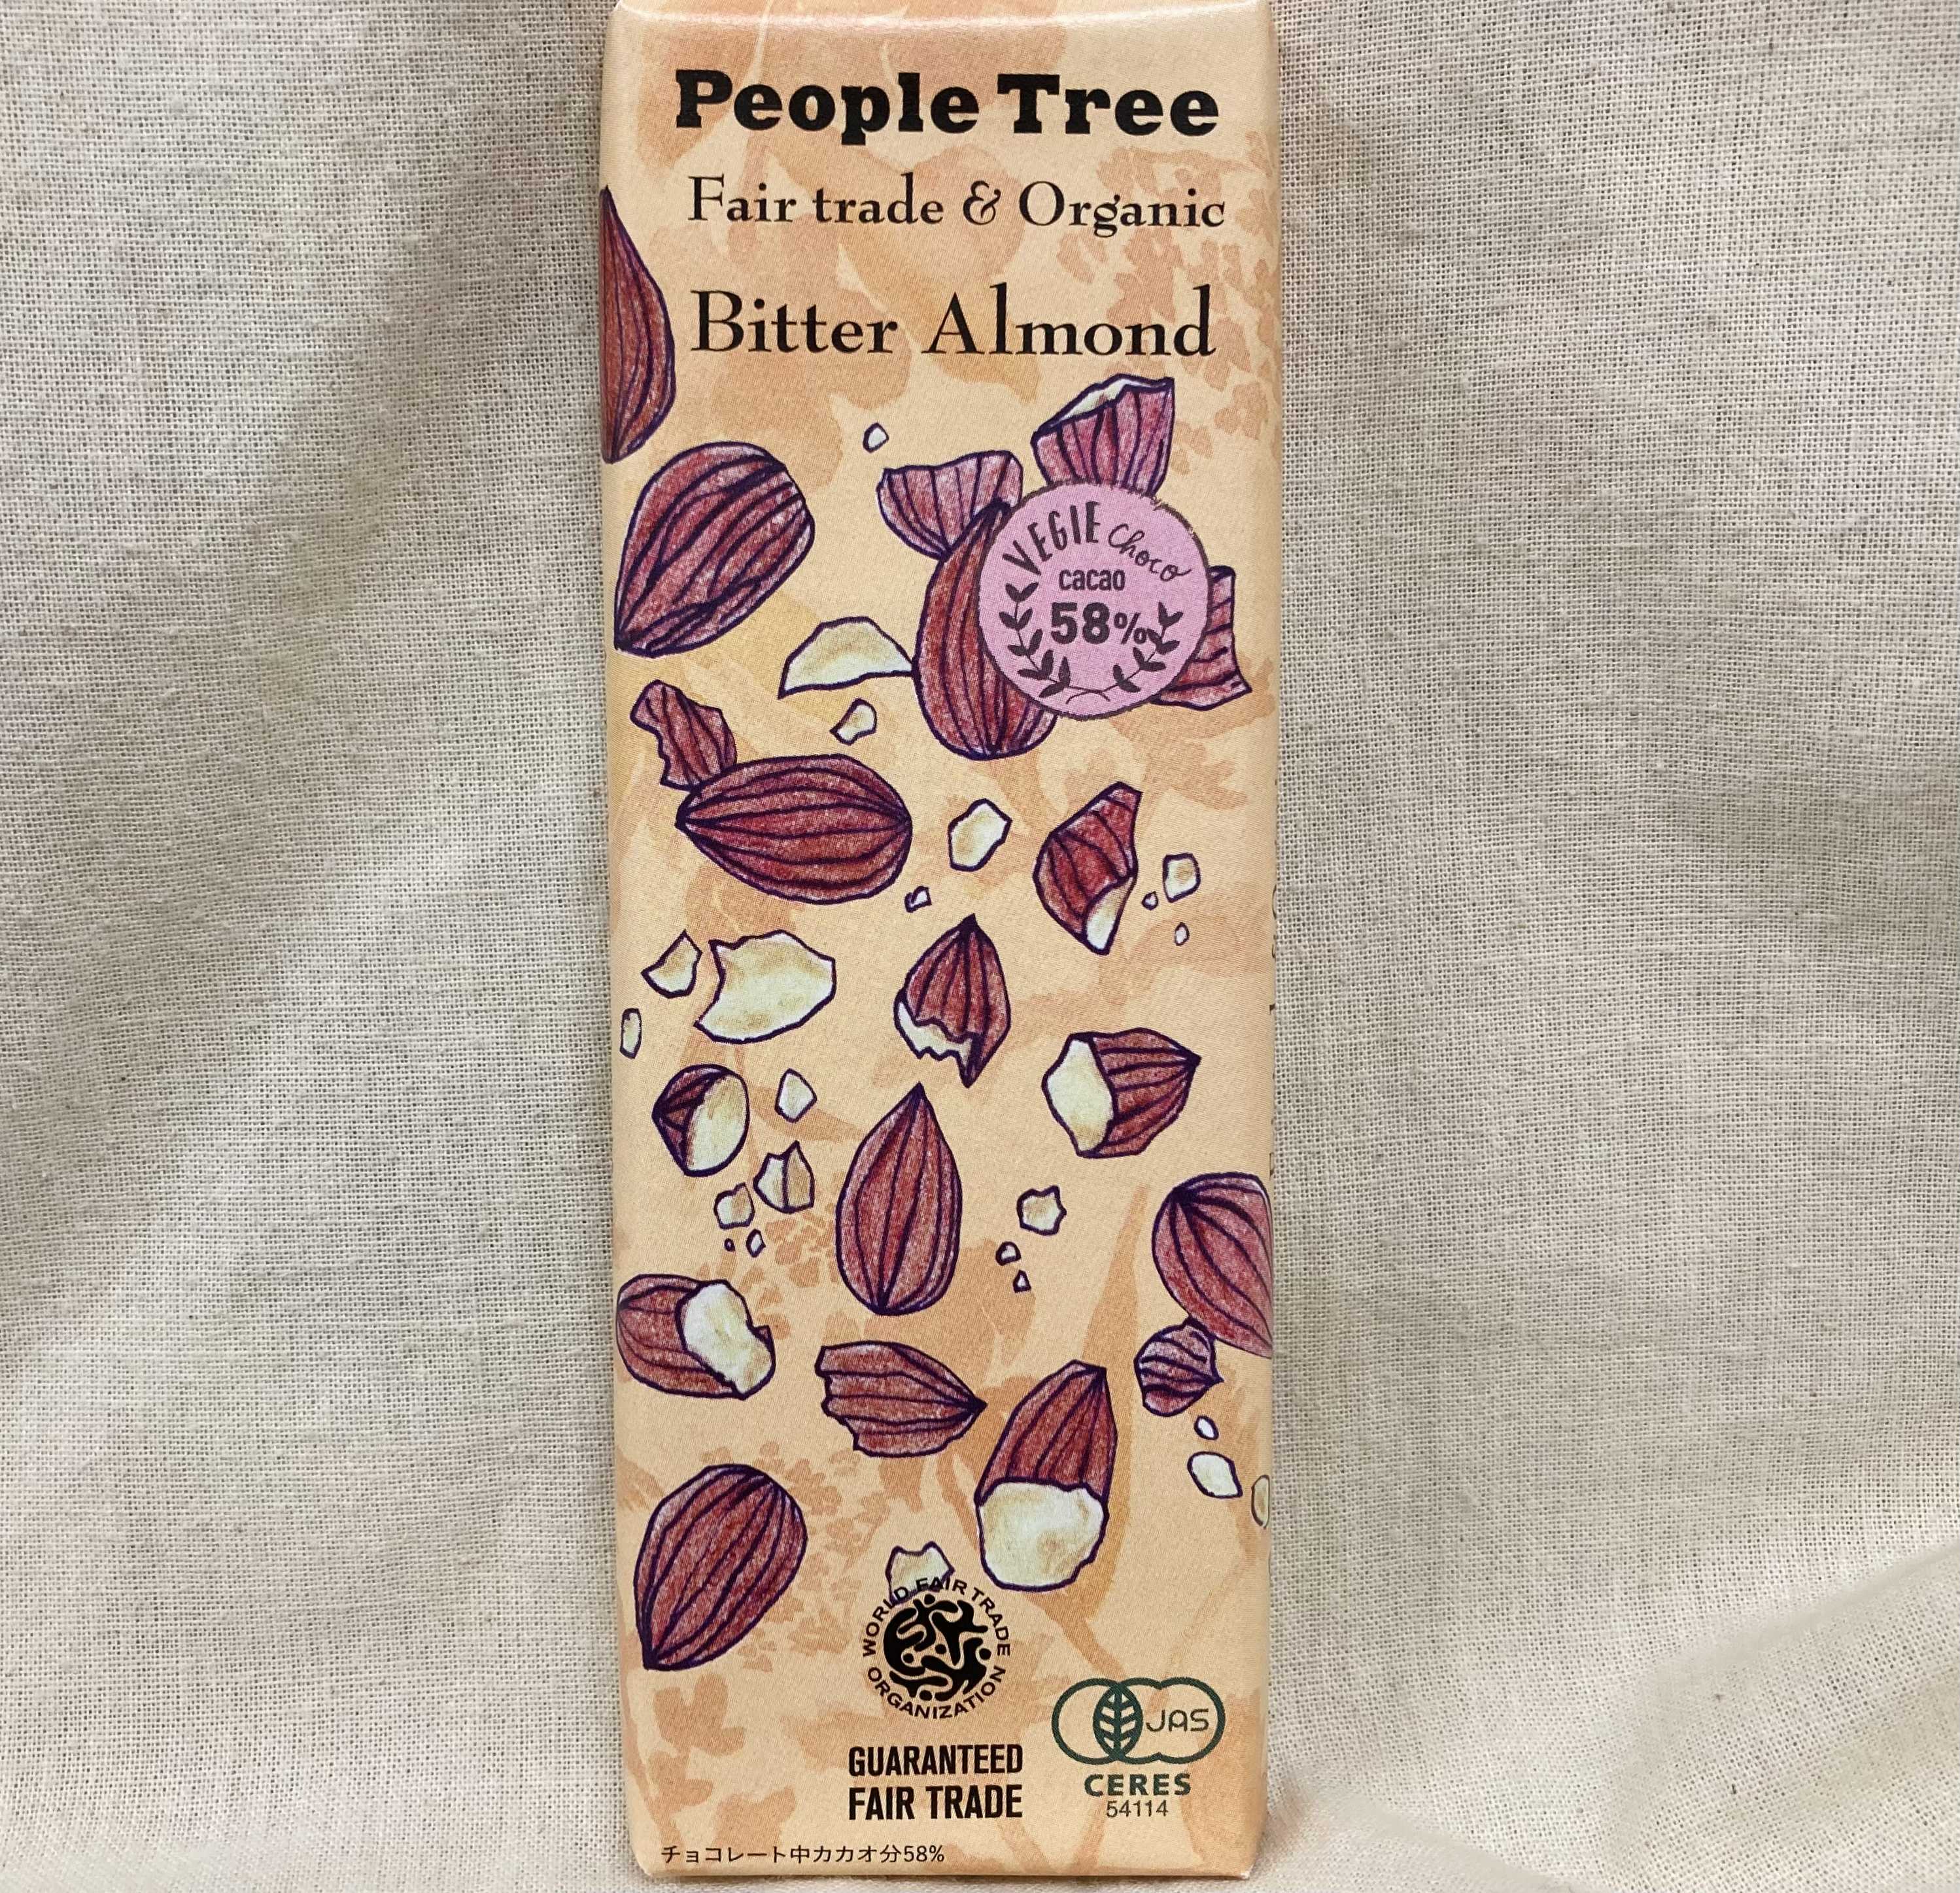 People Tree
Fair trade & Organic
Bitter Almond
VEGIE choco
cacao
58%
WORLD FAIR TRADE
ORGANIZATION
GUARANTEED
FAIR TRADE
JAS
CERES
54114
チョコレート中カカオ分58%